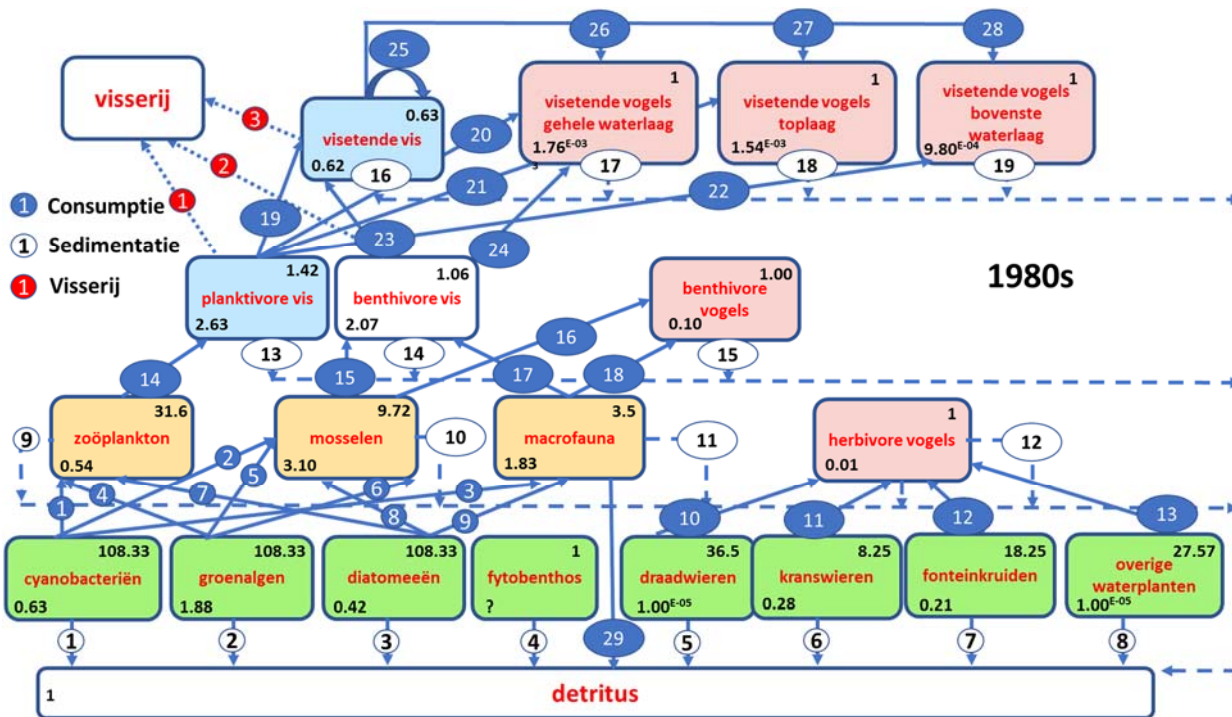 25
26
27
28
visserij
3
2
1
0.63
visetende vis
0.62
16
20
21
1
visetende vogels
gehele waterlaag
1.76E-03
3
17
1
visetende vogels
toplaag
1.54E-03
18
1
visetende vogels
bovenste
waterlaag
9.80E-04
19
1 Consumptie
1 Sedimentatie
1 Visserij
19
23
24
22
1.42
planktivore vis
2.63
13
1.06
benthivore vis
2.07
14
1.00
benthivore
vogels
0.10
15
1980s
14
15
16
17
18
9
31.6
zoöplankton
0.54
9.72
mosselen
3.10
10
3.5
macrofauna
1.83
11
1
herbivore vogels
0.01
12
1
2
4
5
7
6
8
3
9
10
11
12
13
108.33
cyanobacteriën
0.63
108.33
groenalgen
1.88
108.33
diatomeeën
0.42
1
fytobenthos
?
36.5
draadwieren
1.00E-05
8.25
kranswieren
0.28
18.25
fonteinkruiden
0.21
27.57
overige
waterplanten
1.00E-05
1
2
3
4
29
5
6
7
8
1
detritus